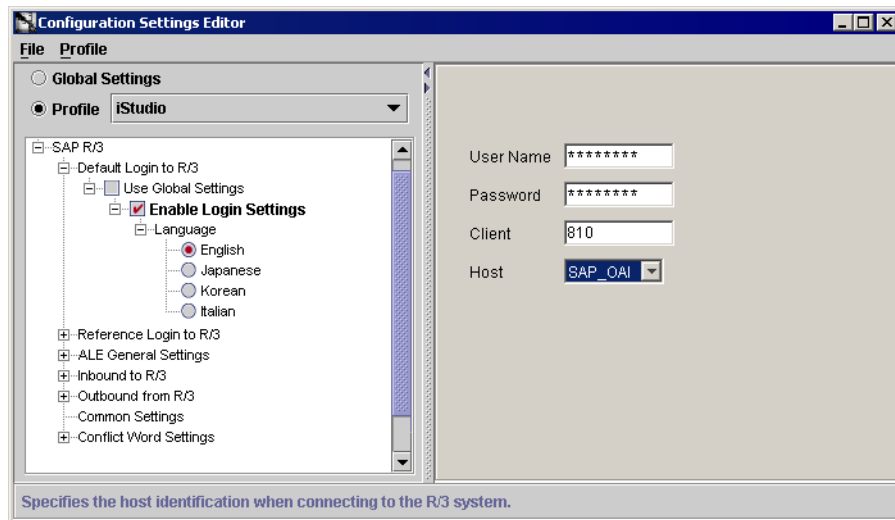 Configuration Settings Editor
File Profile
Global Settings
Profile iStudio
SAP R/3
Default Login to R/3
Use Global Settings
Enable Login Settings
Language
English
Japanese
Korean
Italian
Reference Login to R/3
ALE General Settings
Inbound to R/3
Outbound from R/3
Common Settings
Conflict Word Settings
User Name ********
Password ********
Client 810
Host SAP_OAI
Specifies the host identification when connecting to the R/3 system.